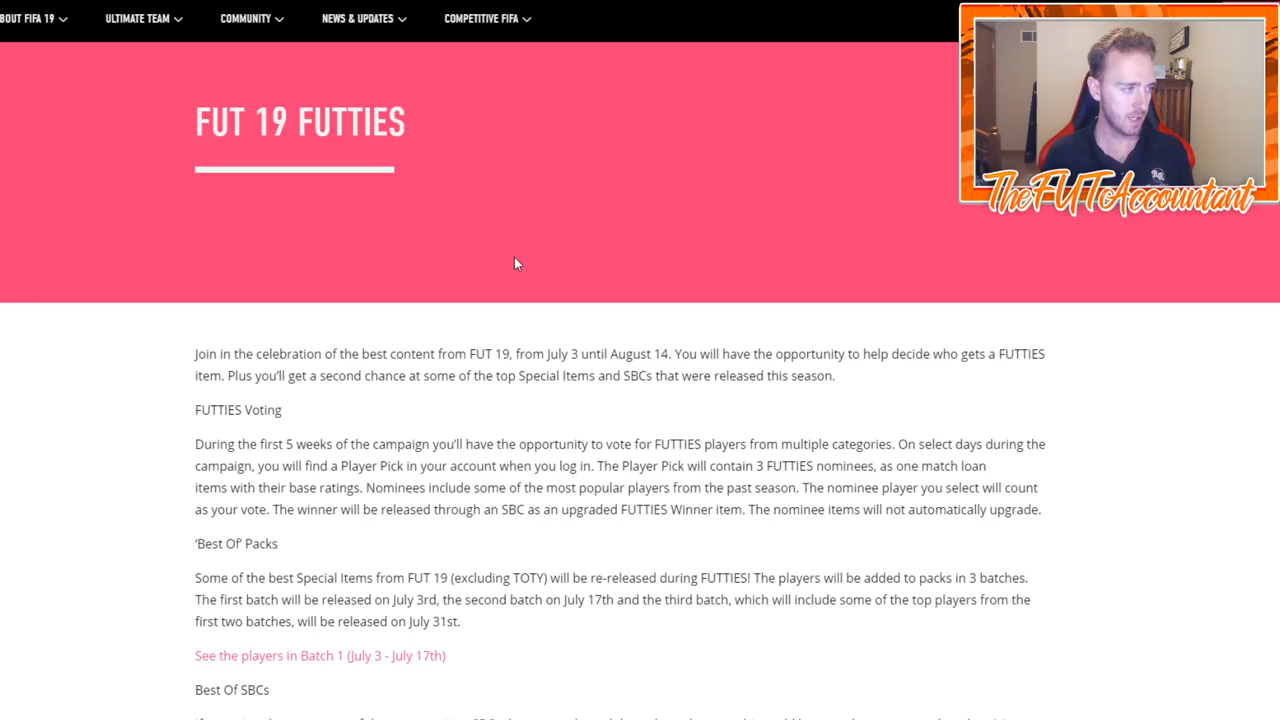 BOUT FIFA 19 ULTIMATE TEAM COMMUNITY NEWS & UPDATES COMPETITIVE FIFA
FUT 19 FUTTIES
TheFUTAccountant
Join in the celebration of the best content from FUT 19, from July 3 until August 14. You will have the opportunity to help decide who gets a FUTTIES
item. Plus you'll get a second chance at some of the top Special Items and SBCs that were released this season.
FUTTIES Voting
During the first 5 weeks of the campaign you'll have the opportunity to vote for FUTTIES players from multiple categories. On select days during the
campaign, you will find a Player Pick in your account when you log in. The Player Pick will contain 3 FUTTIES nominees, as one match loan
items with their base ratings. Nominees include some of the most popular players from the past season. The nominee player you select will count
as your vote. The winner will be released through an SBC as an upgraded FUTTIES Winner item. The nominee items will not automatically upgrade.
'Best Of' Packs
Some of the best Special Items from FUT 19 (excluding TOTY) will be re-released during FUTTIES! The players will be added to packs in 3 batches.
The first batch will be released on July 3rd, the second batch on July 17th and the third batch, which will include some of the top players from the
first two batches, will be released on July 31st.
See the players in Batch 1 (July 3 - July 17th)
Best Of SBCs